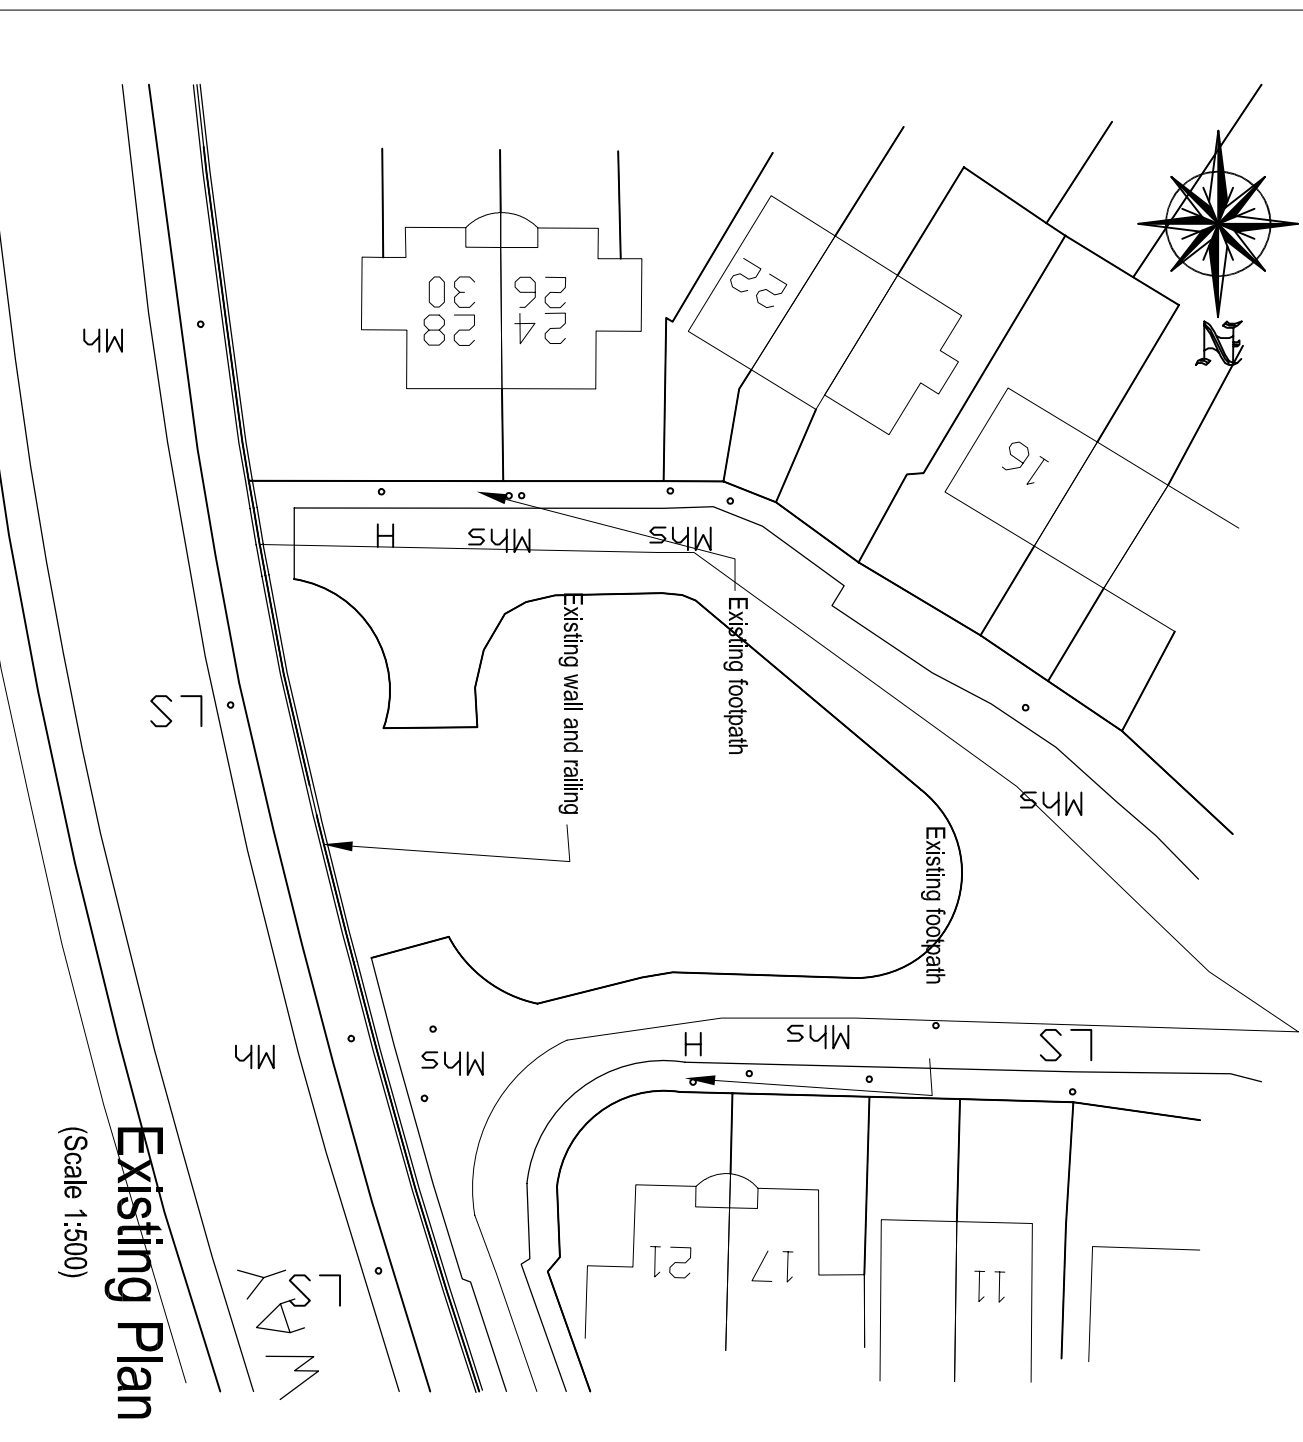 Existing Plan
(Scale 1:500)
Existing wall and railing
Existing footpath
Existing footpath
N
22
16
30 26
28 24
H
Mhs
Mhs
Mhs
Mh
LS
Mh
Mhs
H
Mhs
LS
LS
WAY
21
17
11